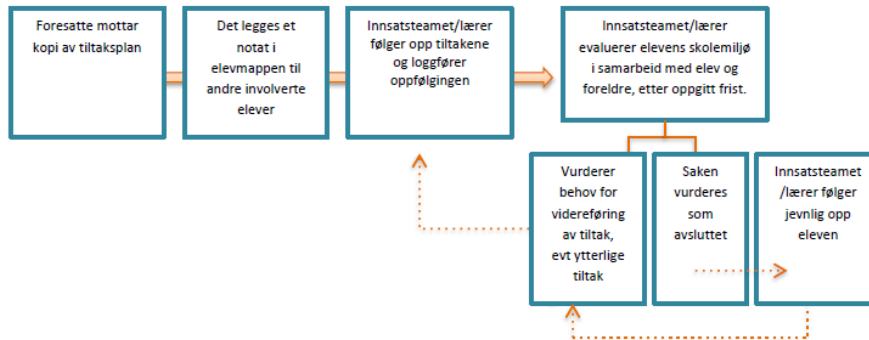 Foresatte mottar
kopi av tiltaksplan
Det legges et
notat i
elevmappen til
andre involverte
elever
Innsatsteamet/lærer
følger opp tiltakene
og loggfører
oppfølgingen
Innsatsteamet/lærer
evaluerer elevens skolemiljø
i samarbeid med elev og
foreldre, etter oppgitt frist.
Vurderer
behov for
videreføring
av tiltak,
evt ytterlige
tiltak
Saken
vurderes
som
avsluttet
Innsatsteamet
/lærer følger
jevnlig opp
eleven